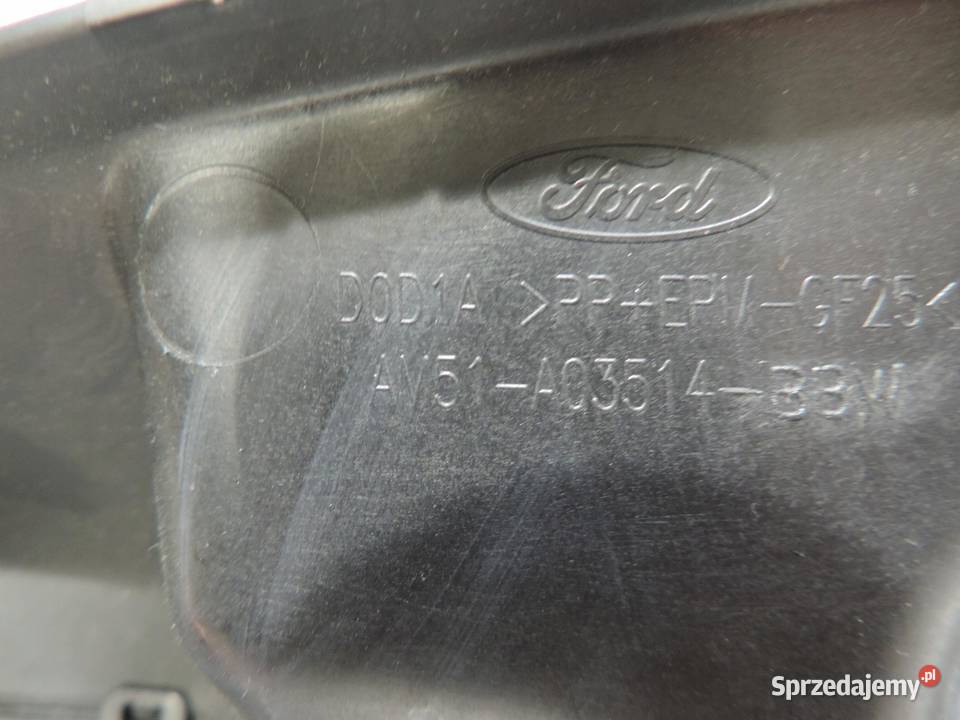 Ford
D0D1A >PP+EPM-GF25<
AV51-A03514-BBW
Sprzedajemy.pl